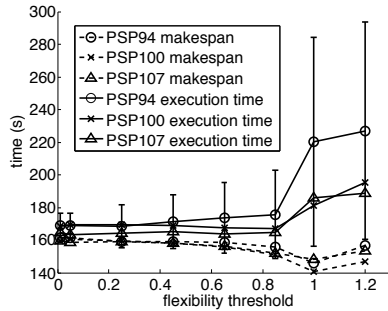 300
280
260
240
220
200
180
160
140
time (s)
PSP94 makespan
PSP100 makespan
PSP107 makespan
PSP94 execution time
PSP100 execution time
PSP107 execution time
0 0.2 0.4 0.6 0.8 1 1.2
flexibility threshold